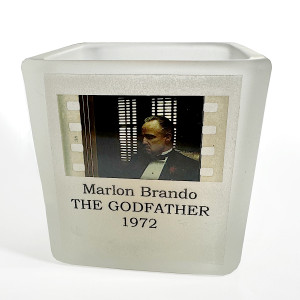 Marlon Brando
THE GODFATHER
1972